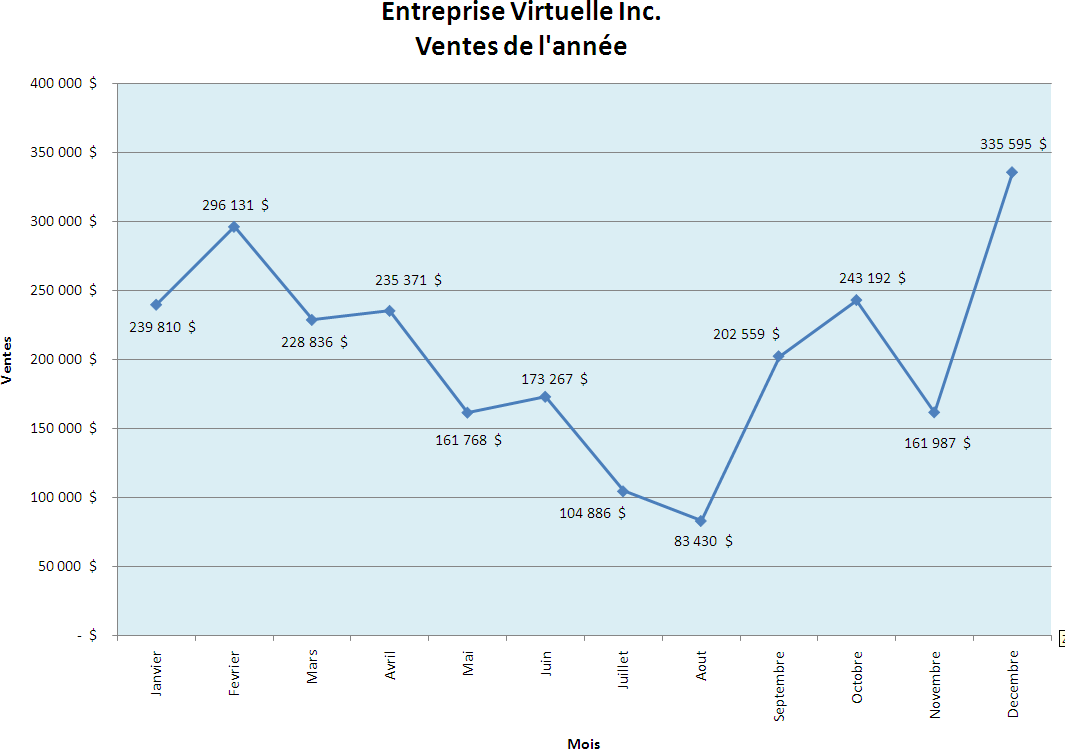 Entreprise Virtuelle Inc.
Ventes de l'année
400 000 $
350 000 $
300 000 $
250 000 $
200 000 $
150 000 $
100 000 $
50 000 $
- $
Ventes
239 810 $
296 131 $
228 836 $
235 371 $
161 768 $
173 267 $
104 886 $
83 430 $
202 559 $
243 192 $
161 987 $
335 595 $
Janvier
Fevrier
Mars
Avril
Mai
Juin
Juillet
Aout
Septembre
Octobre
Novembre
Decembre
Mois